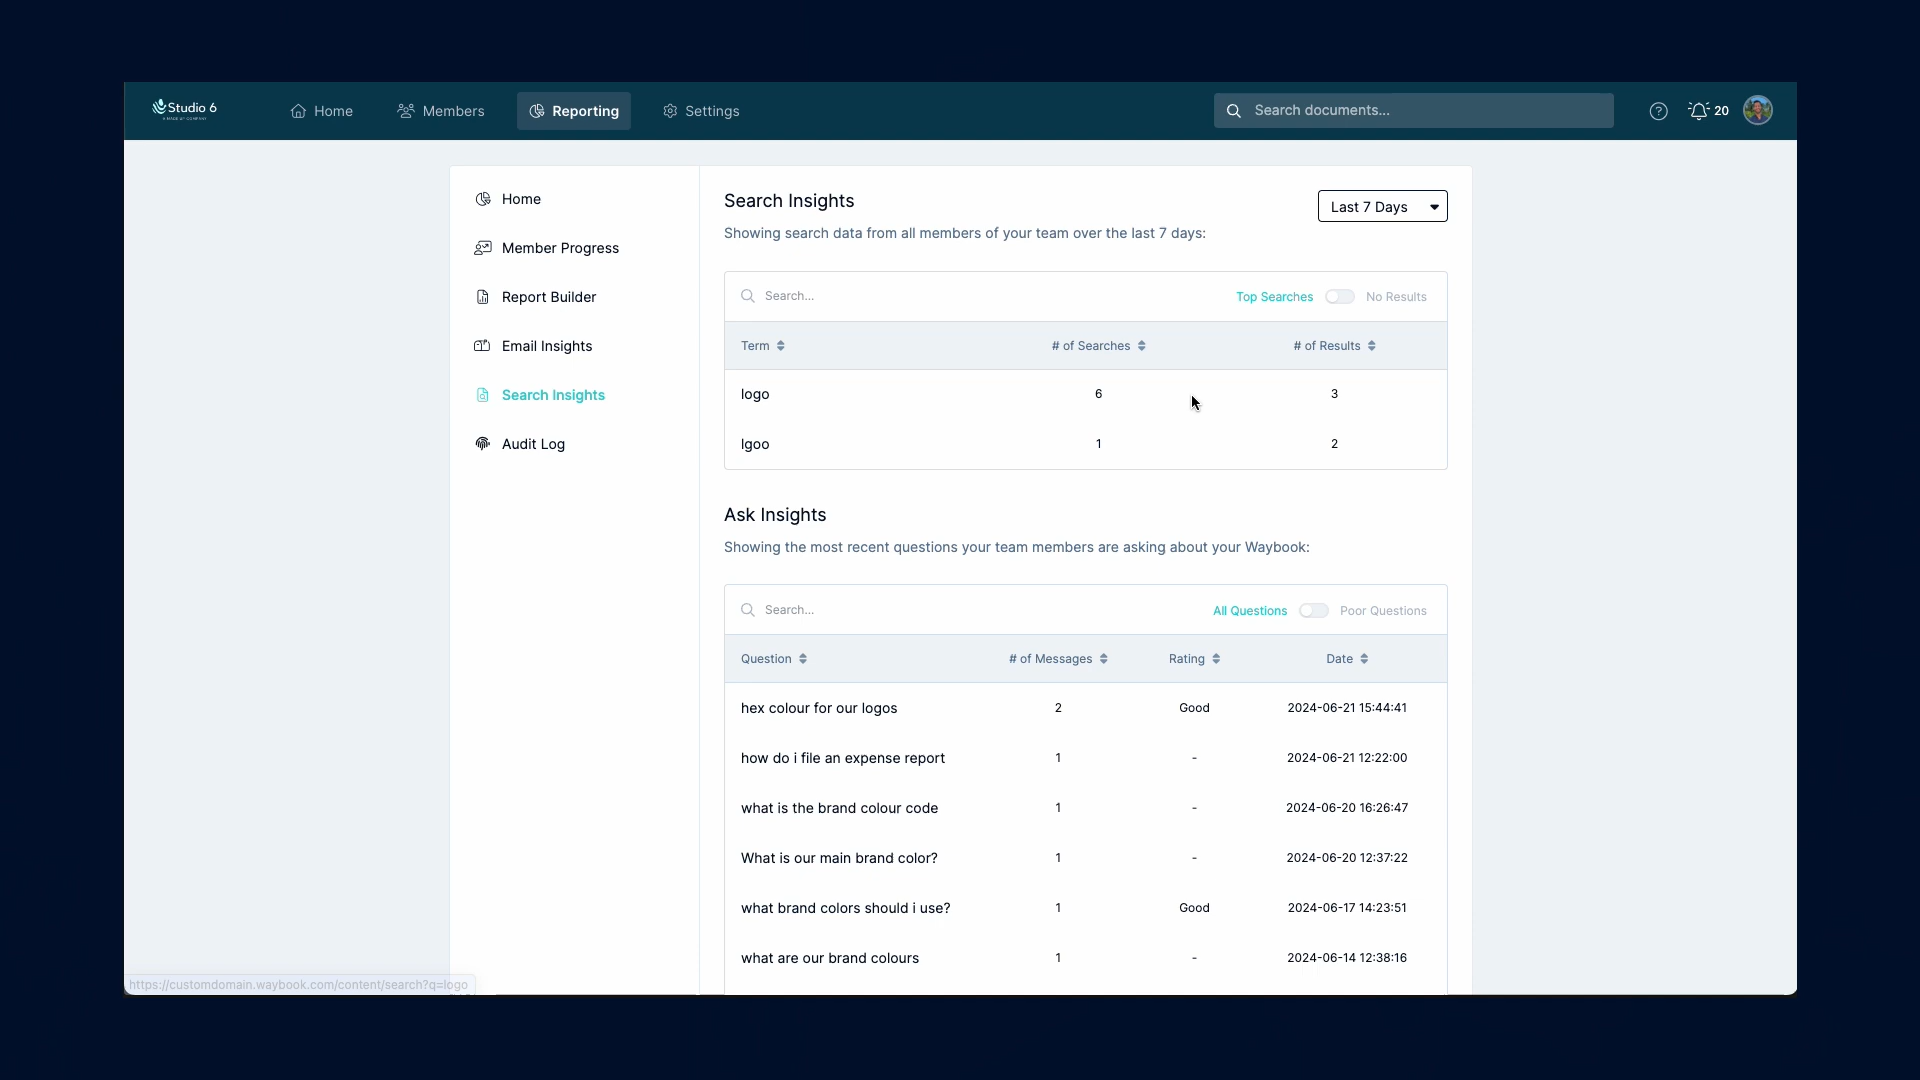 Studio 6
A MADE UP COMPANY
Home
Members
Reporting
Settings
Search documents...
20
Home
Member Progress
Report Builder
Email Insights
Search Insights
Audit Log
Search Insights
Last 7 Days
Showing search data from all members of your team over the last 7 days:
Search...
Top Searches
No Results
Term # of Searches # of Results
logo 6 3
lgoo 1 2
Ask Insights
Showing the most recent questions your team members are asking about your Waybook:
Search...
All Questions
Poor Questions
Question # of Messages Rating Date
hex colour for our logos 2 Good 2024-06-21 15:44:41
how do i file an expense report 1 - 2024-06-21 12:22:00
what is the brand colour code 1 - 2024-06-20 16:26:47
What is our main brand color? 1 - 2024-06-20 12:37:22
what brand colors should i use? 1 Good 2024-06-17 14:23:51
what are our brand colours 1 - 2024-06-14 12:38:16
https://customdomain.waybook.com/content/search?q=logo